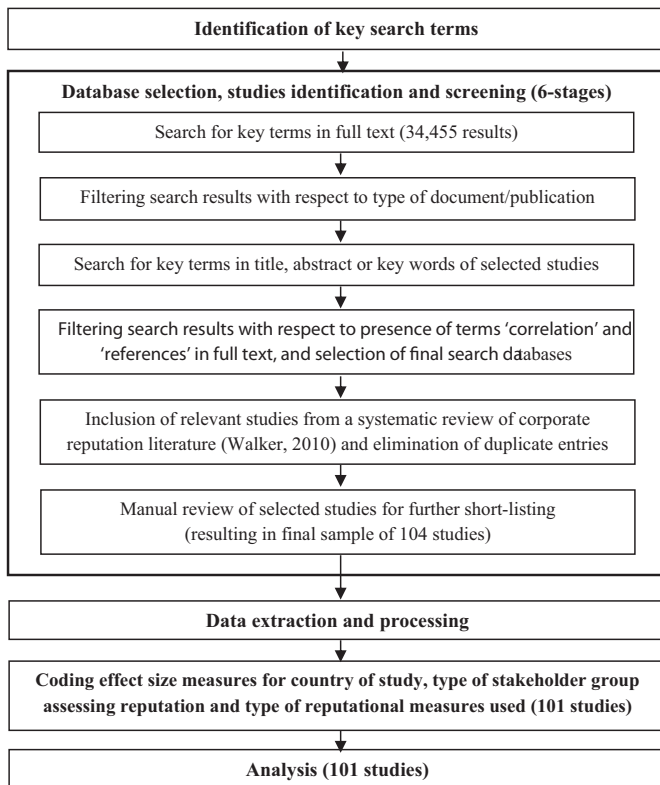 Identification of key search terms
Database selection, studies identification and screening (6-stages)
Search for key terms in full text (34,455 results)
Filtering search results with respect to type of document/publication
Search for key terms in title, abstract or key words of selected studies
Filtering search results with respect to presence of terms ‘correlation’ and
‘references’ in full text, and selection of final search databases
Inclusion of relevant studies from a systematic review of corporate
reputation literature (Walker, 2010) and elimination of duplicate entries
Manual review of selected studies for further short-listing
(resulting in final sample of 104 studies)
Data extraction and processing
Coding effect size measures for country of study, type of stakeholder group
assessing reputation and type of reputational measures used (101 studies)
Analysis (101 studies)